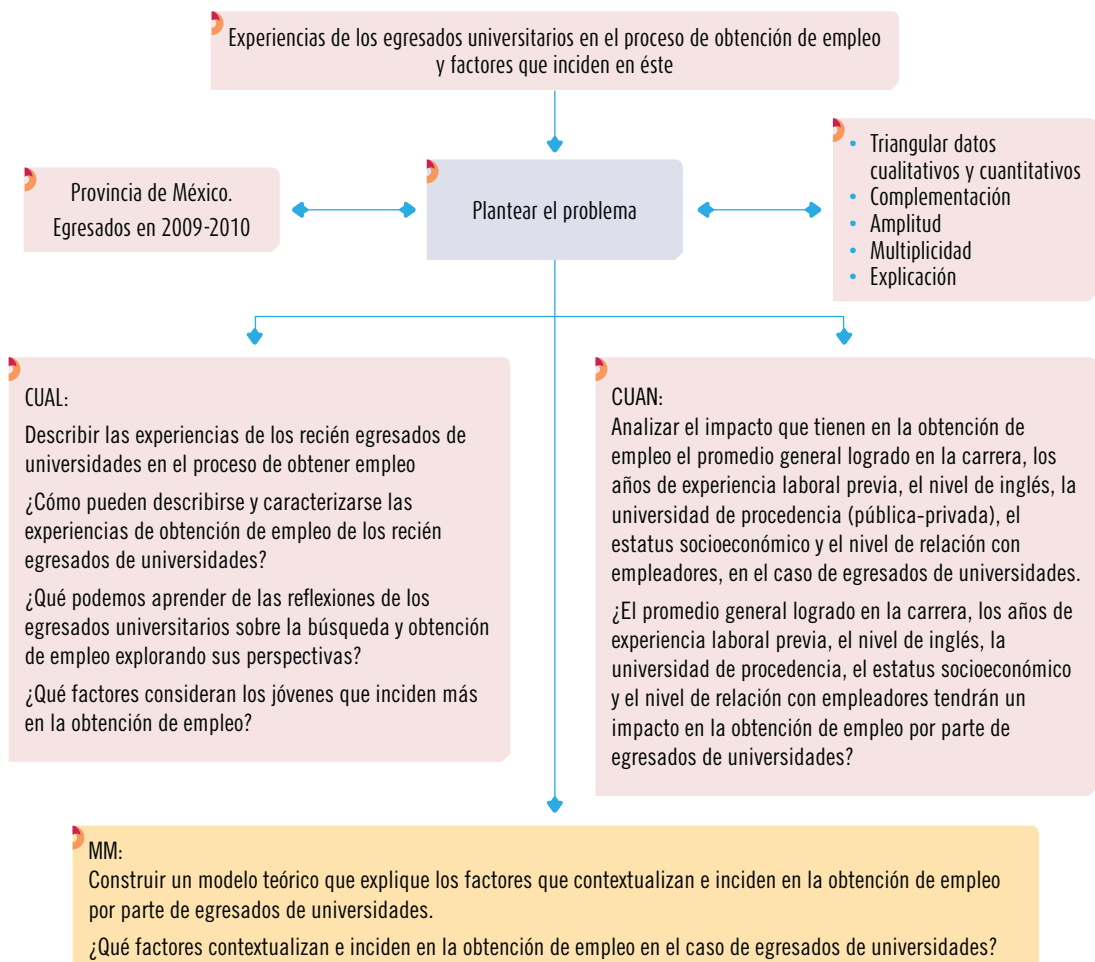 Experiencias de los egresados universitarios en el proceso de obtención de empleo
y factores que inciden en éste
Provincia de México.
Egresados en 2009-2010
Plantear el problema
• Triangular datos
cualitativos y cuantitativos
• Complementación
• Amplitud
• Multiplicidad
• Explicación
CUAL:
Describir las experiencias de los recién egresados de
universidades en el proceso de obtener empleo
¿Cómo pueden describirse y caracterizarse las
experiencias de obtención de empleo de los recién
egresados de universidades?
¿Qué podemos aprender de las reflexiones de los
egresados universitarios sobre la búsqueda y obtención
de empleo explorando sus perspectivas?
¿Qué factores consideran los jóvenes que inciden más
en la obtención de empleo?
CUAN:
Analizar el impacto que tienen en la obtención de
empleo el promedio general logrado en la carrera, los
años de experiencia laboral previa, el nivel de inglés, la
universidad de procedencia (pública-privada), el
estatus socioeconómico y el nivel de relación con
empleadores, en el caso de egresados de universidades.
¿El promedio general logrado en la carrera, los años de
experiencia laboral previa, el nivel de inglés, la
universidad de procedencia, el estatus socioeconómico
y el nivel de relación con empleadores tendrán un
impacto en la obtención de empleo por parte de
egresados de universidades?
MM:
Construir un modelo teórico que explique los factores que contextualizan e inciden en la obtención de empleo
por parte de egresados de universidades.
¿Qué factores contextualizan e inciden en la obtención de empleo en el caso de egresados de universidades?